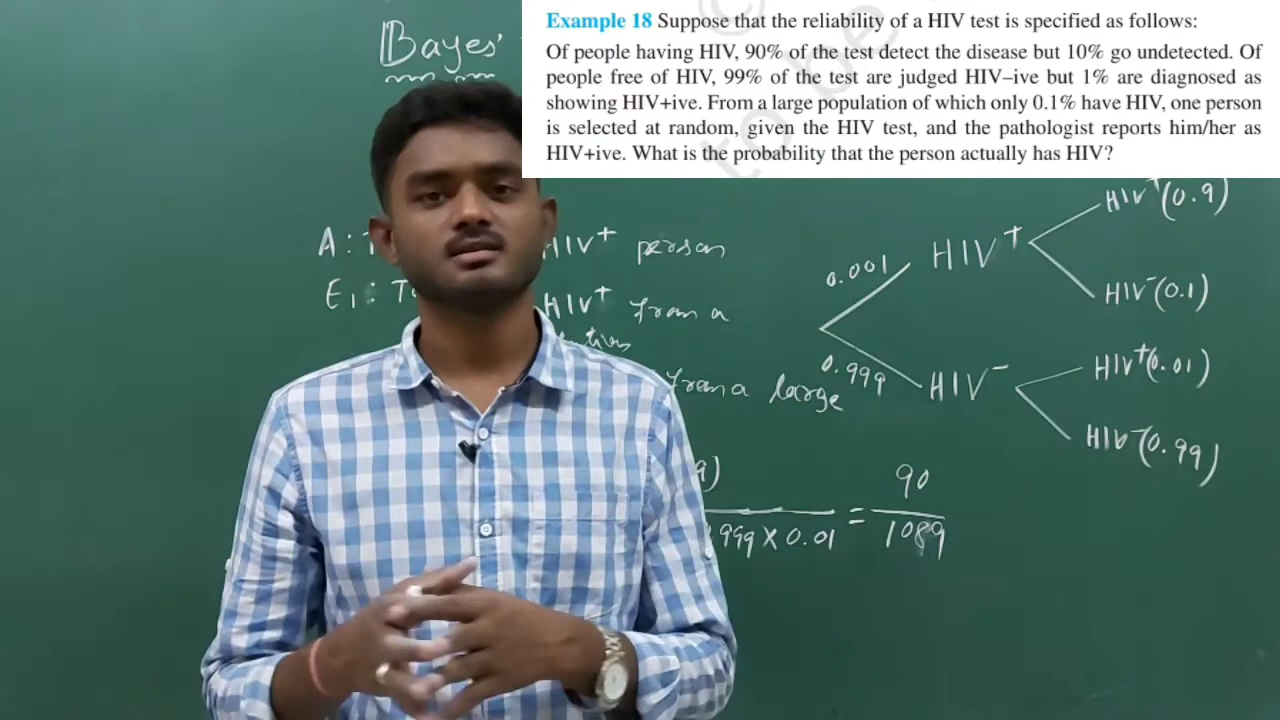 Example 18 Suppose that the reliability of a HIV test is specified as follows:
Of people having HIV, 90% of the test detect the disease but 10% go undetected. Of
people free of HIV, 99% of the test are judged HIV–ive but 1% are diagnosed as
showing HIV+ive. From a large population of which only 0.1% have HIV, one person
is selected at random, given the HIV test, and the pathologist reports him/her as
HIV+ive. What is the probability that the person actually has HIV?
to be
Bayes'
A: HIV⁺ person
E₁: HIV⁺ from a
from a large
0.001 HIV⁺
HIV⁺(0.9)
HIV⁻(0.1)
0.999 HIV⁻
HIV⁺(0.01)
HIV⁻(0.99)
9)
999 × 0.01 = 90
1089